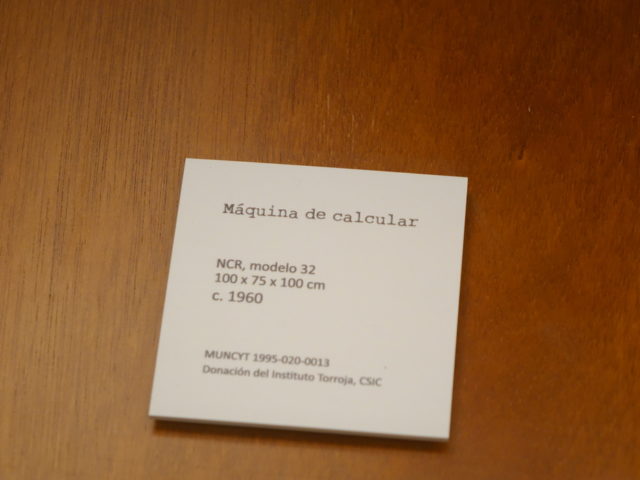 Máquina de calcular
NCR, modelo 32
100 x 75 x 100 cm
c. 1960
MUNCYT 1995-020-0013
Donación del Instituto Torroja, CSIC